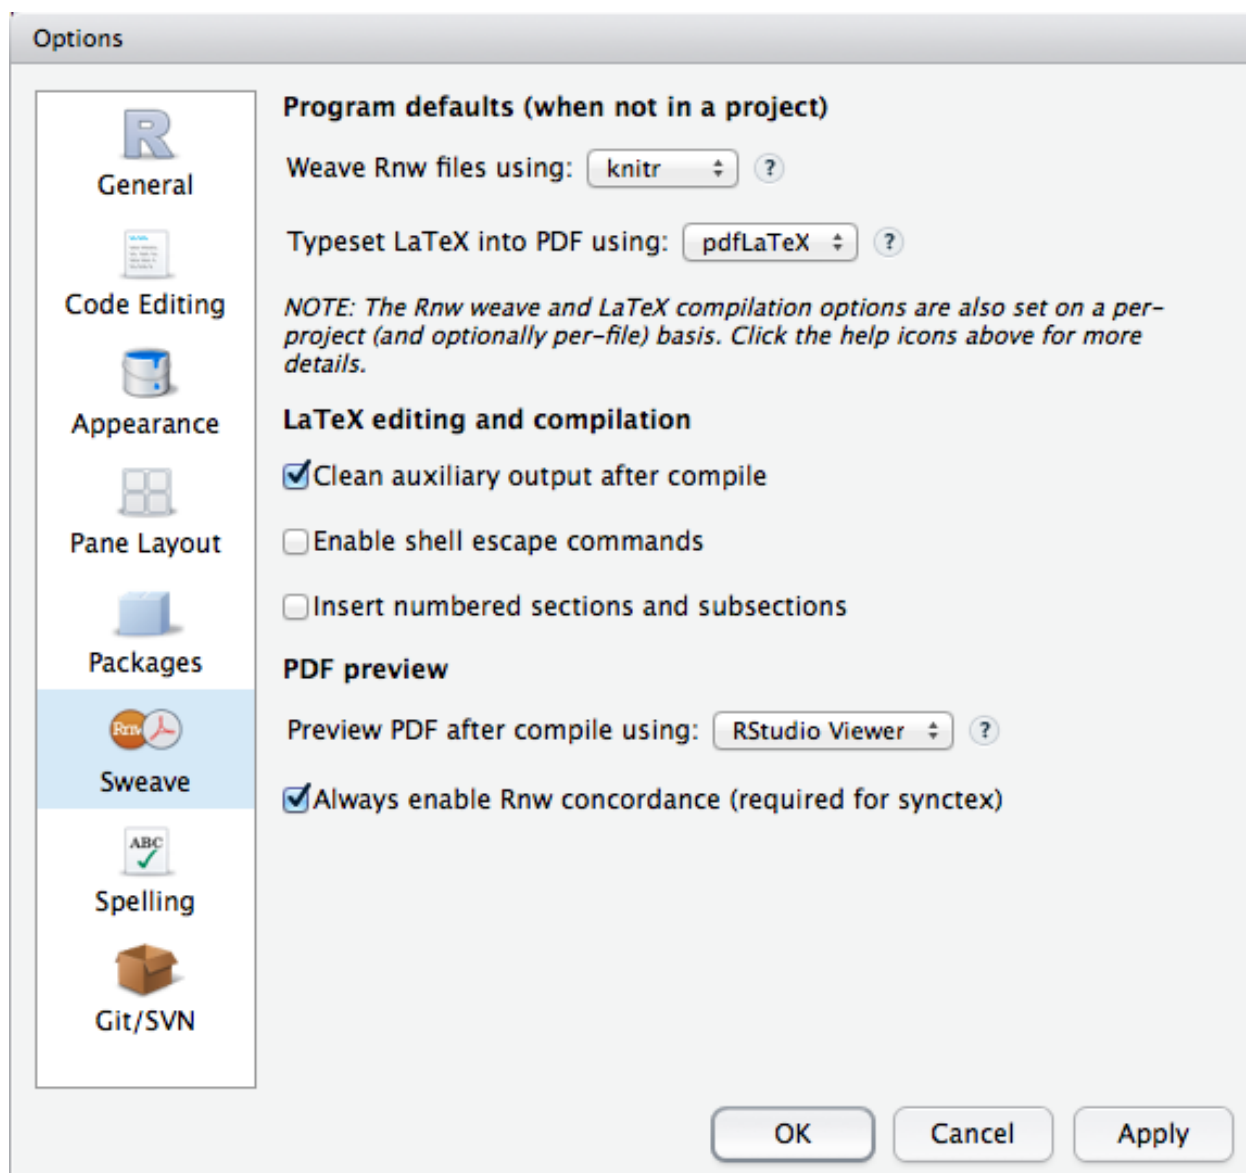 Options
R
General
Code Editing
Appearance
Pane Layout
Packages
Rnw
Sweave
ABC
Spelling
Git/SVN
Program defaults (when not in a project)
Weave Rnw files using: knitr ?
Typeset LaTeX into PDF using: pdfLaTeX ?
NOTE: The Rnw weave and LaTeX compilation options are also set on a per-
project (and optionally per-file) basis. Click the help icons above for more
details.
LaTeX editing and compilation
Clean auxiliary output after compile
Enable shell escape commands
Insert numbered sections and subsections
PDF preview
Preview PDF after compile using: RStudio Viewer ?
Always enable Rnw concordance (required for synctex)
OK Cancel Apply